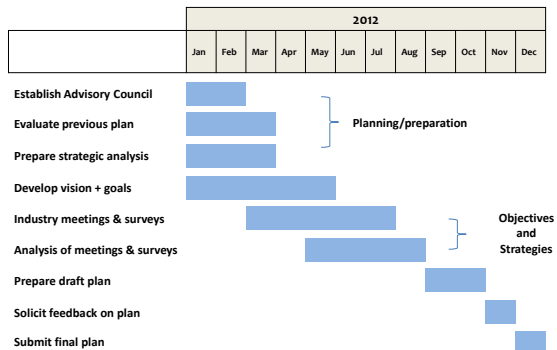 2012
Jan Feb Mar Apr May Jun Jul Aug Sep Oct Nov Dec
Establish Advisory Council
Evaluate previous plan
Planning/preparation
Prepare strategic analysis
Develop vision + goals
Industry meetings & surveys
Objectives
and
Strategies
Analysis of meetings & surveys
Prepare draft plan
Solicit feedback on plan
Submit final plan